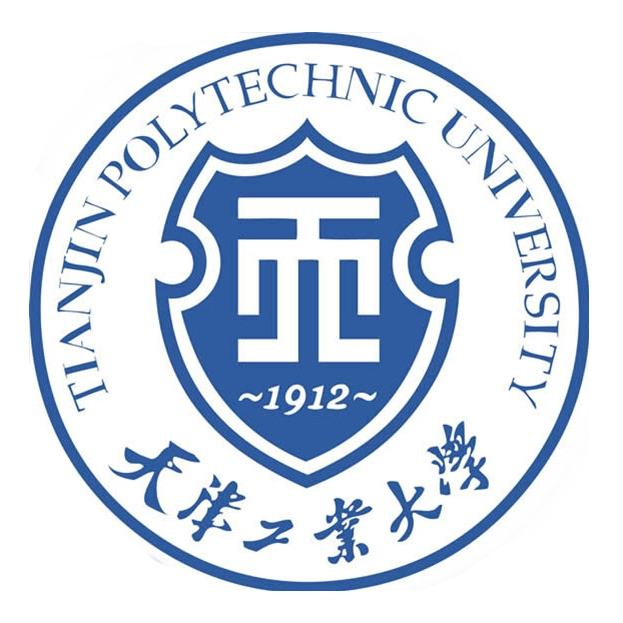 TIANJIN POLYTECHNIC UNIVERSITY
~1912~
天津工業大學